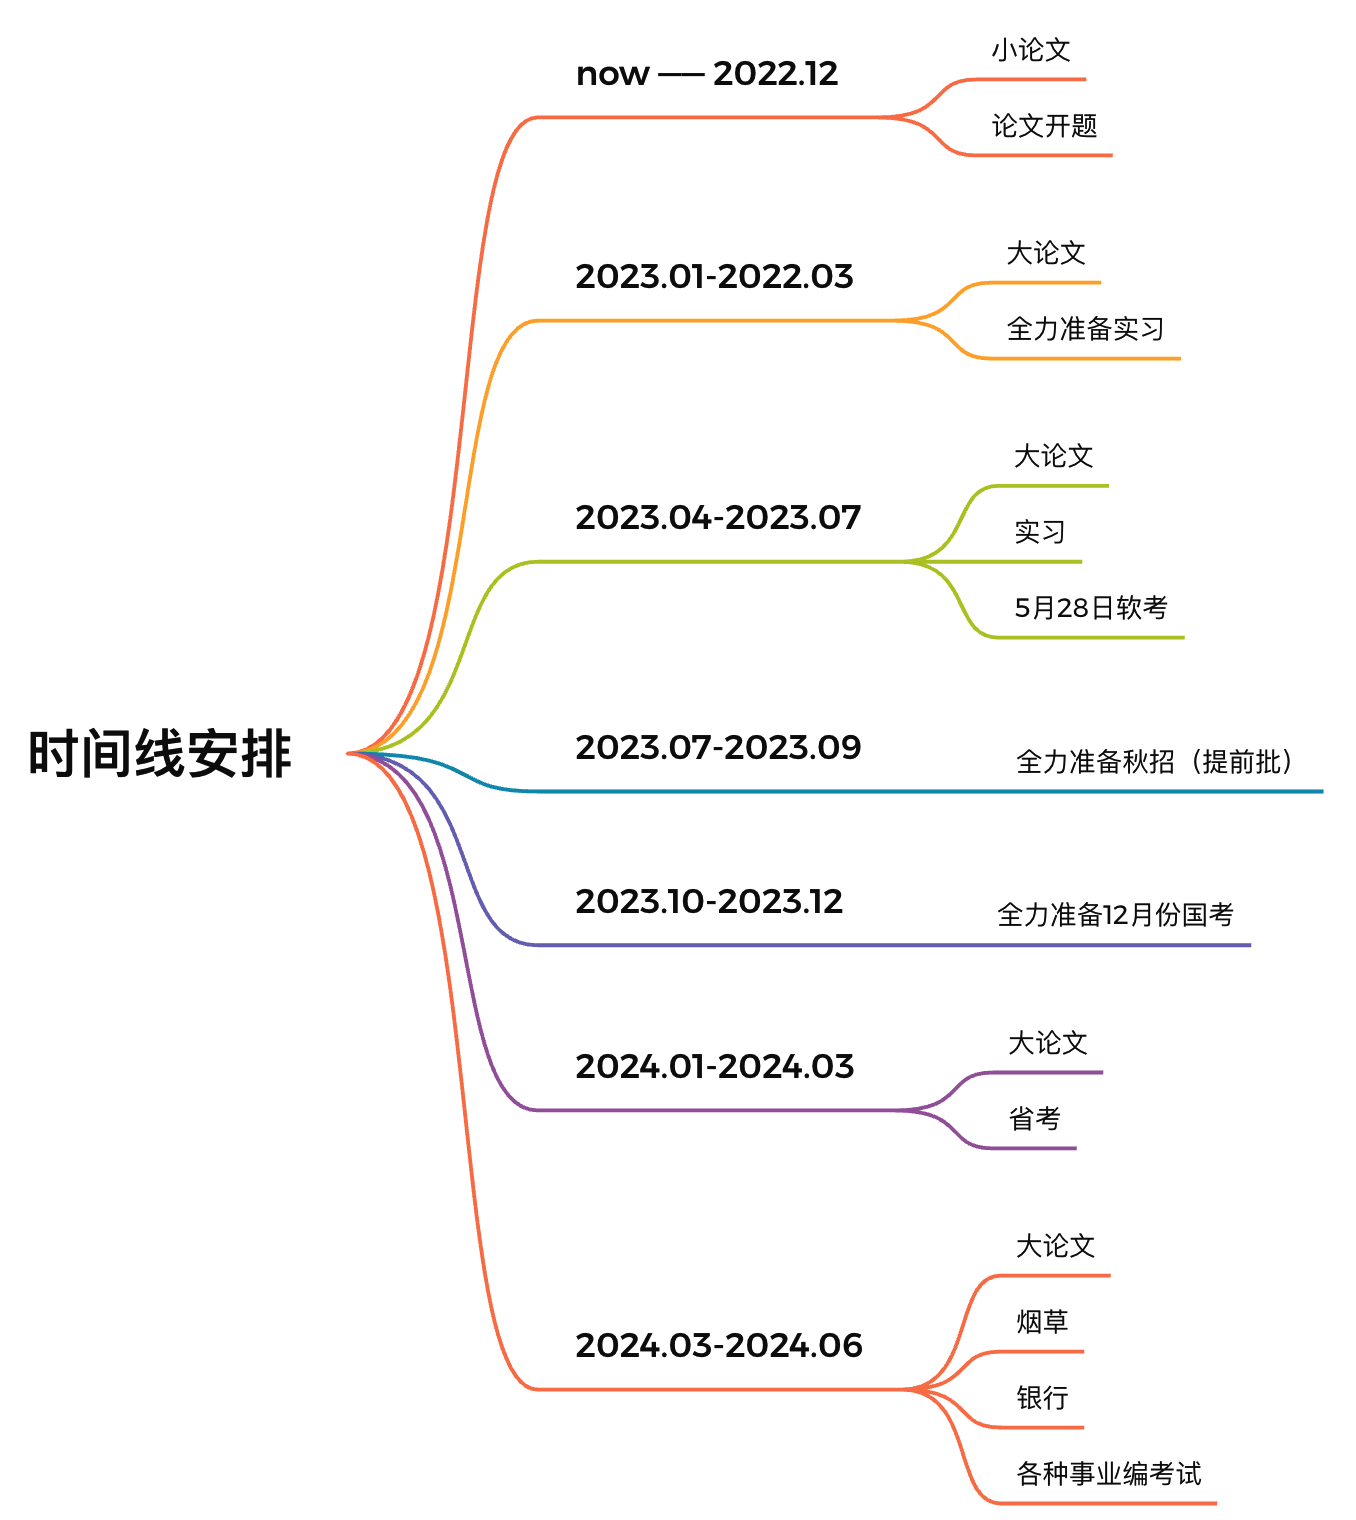 时间线安排
now —— 2022.12
小论文
论文开题
2023.01-2022.03
大论文
全力准备实习
2023.04-2023.07
大论文
实习
5月28日软考
2023.07-2023.09
全力准备秋招（提前批）
2023.10-2023.12
全力准备12月份国考
2024.01-2024.03
大论文
省考
2024.03-2024.06
大论文
烟草
银行
各种事业编考试